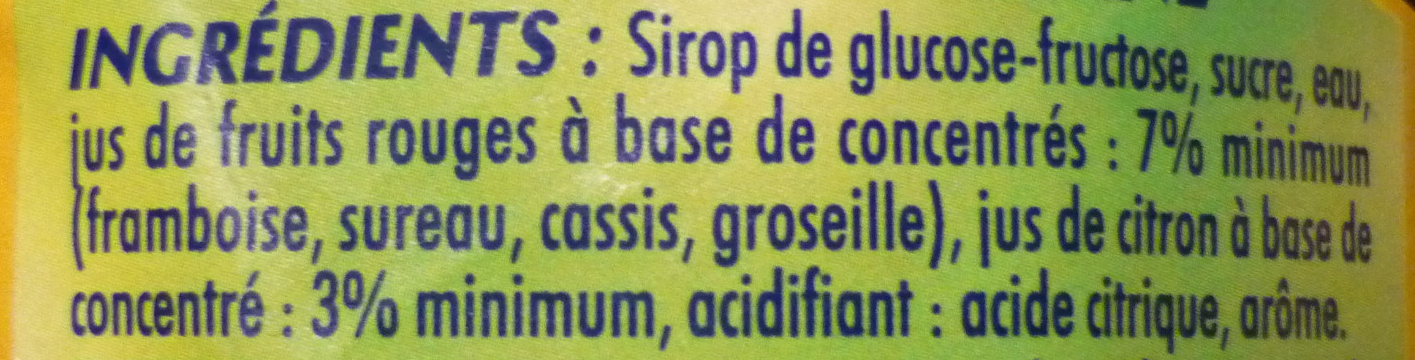 INGRÉDIENTS : Sirop de glucose-fructose, sucre, eau,
jus de fruits rouges à base de concentrés : 7% minimum
(framboise, sureau, cassis, groseille), jus de citron à base de
concentré : 3% minimum, acidifiant : acide citrique, arôme.